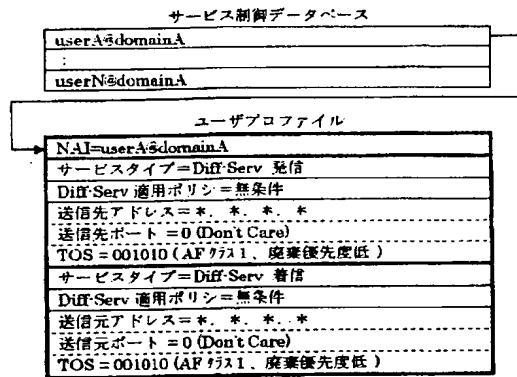 サービス制御データベース
userA@domainA
:
userN@domainA
ユーザプロファイル
NAI=userA@domainA
サービスタイプ=Diff-Serv 発信
Diff-Serv 適用ポリシ=無条件
送信先アドレス=*. *. *. *
送信先ポート =0 (Don't Care)
TOS = 001010 (AF クラス 1、廃棄優先度低 )
サービスタイプ=Diff-Serv 着信
Diff-Serv 適用ポリシ=無条件
送信元アドレス=*. *. *. *
送信元ポート =0 (Don't Care)
TOS = 001010 (AF クラス 1、廃棄優先度低 )